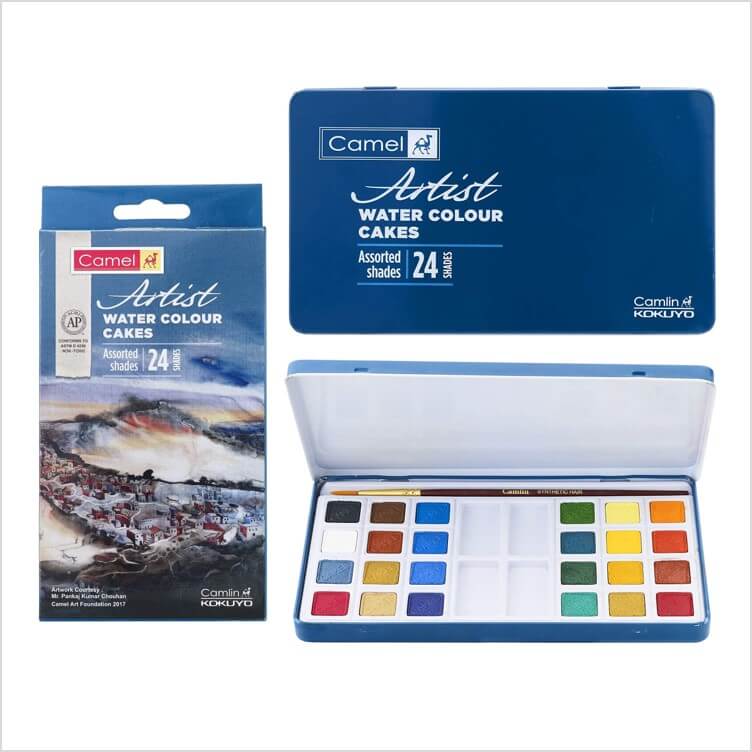 Camel
Artist
WATER COLOUR
CAKES
Assorted
shades
24
SHADES
AP
CONFORMS TO
ASTM D 4236
NON - TOXIC
Artwork Courtesy :
Mr. Pankaj Kumar Chouhan
Camel Art Foundation 2017
Camlin
KOKUYO
Camel
Artist
WATER COLOUR
CAKES
Assorted
shades
24
SHADES
Camlin
KOKUYO
Camlin SYNTHETIC HAIR